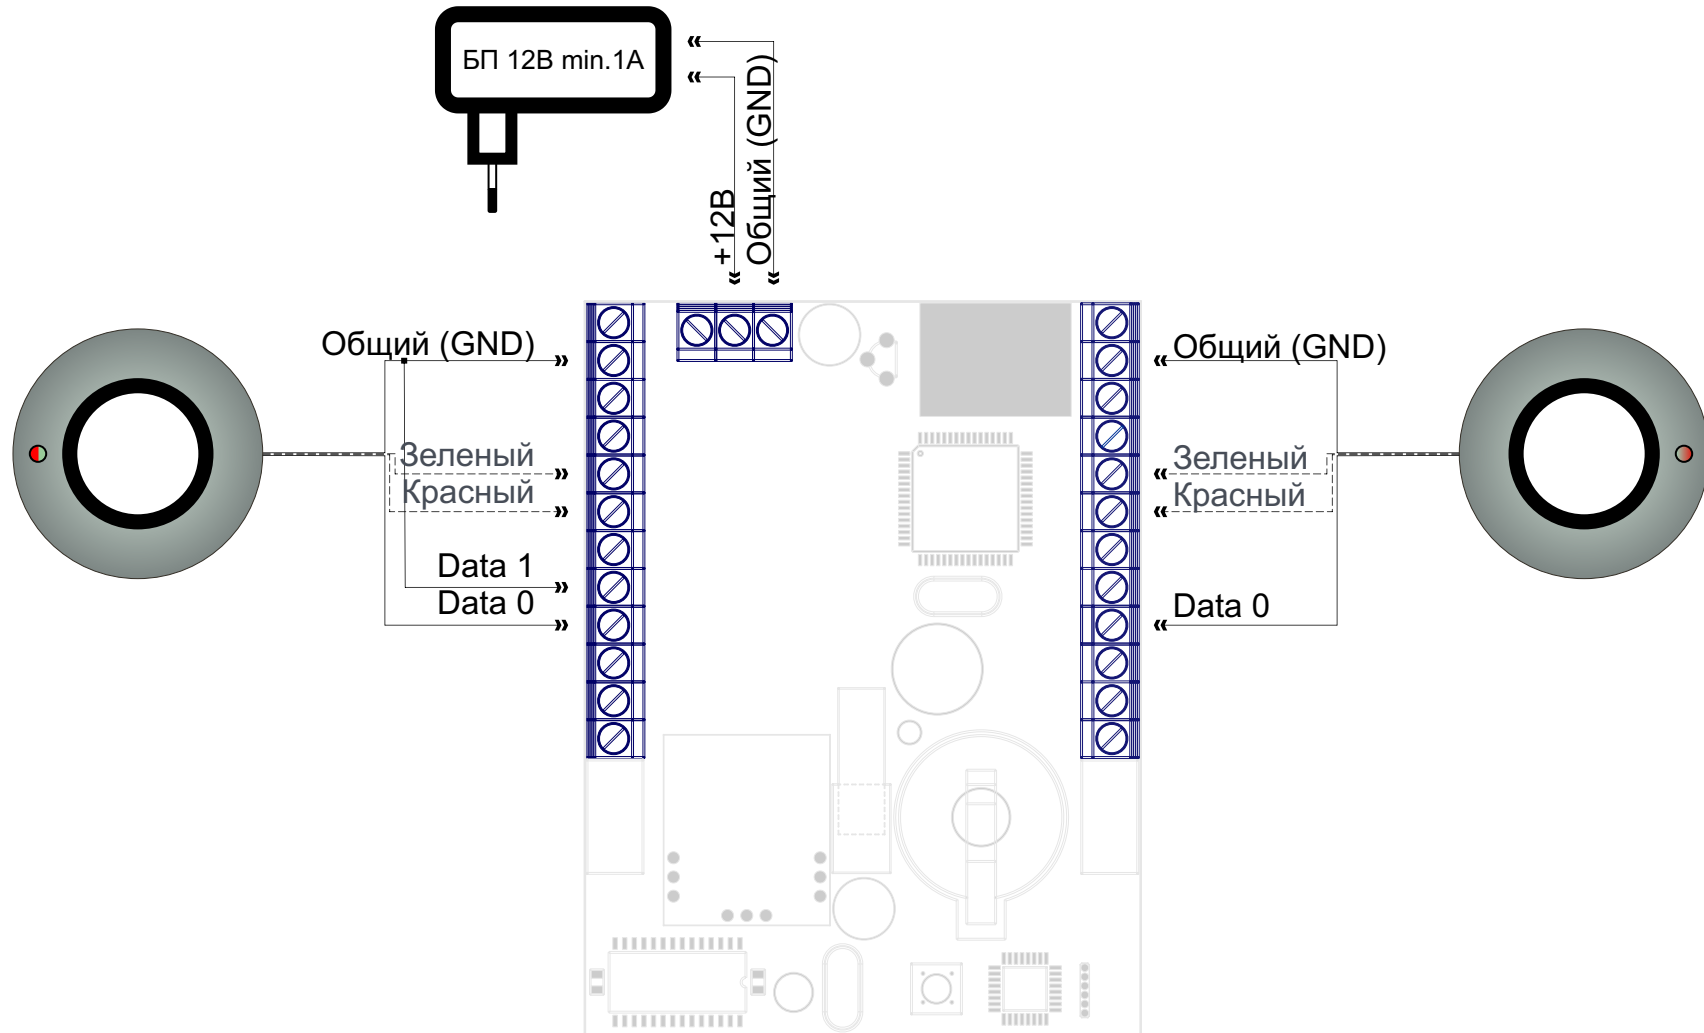 БП 12В min.1А
+12В
Общий (GND)
Общий (GND)
Зеленый
Красный
Data 1
Data 0
Общий (GND)
Зеленый
Красный
Data 0